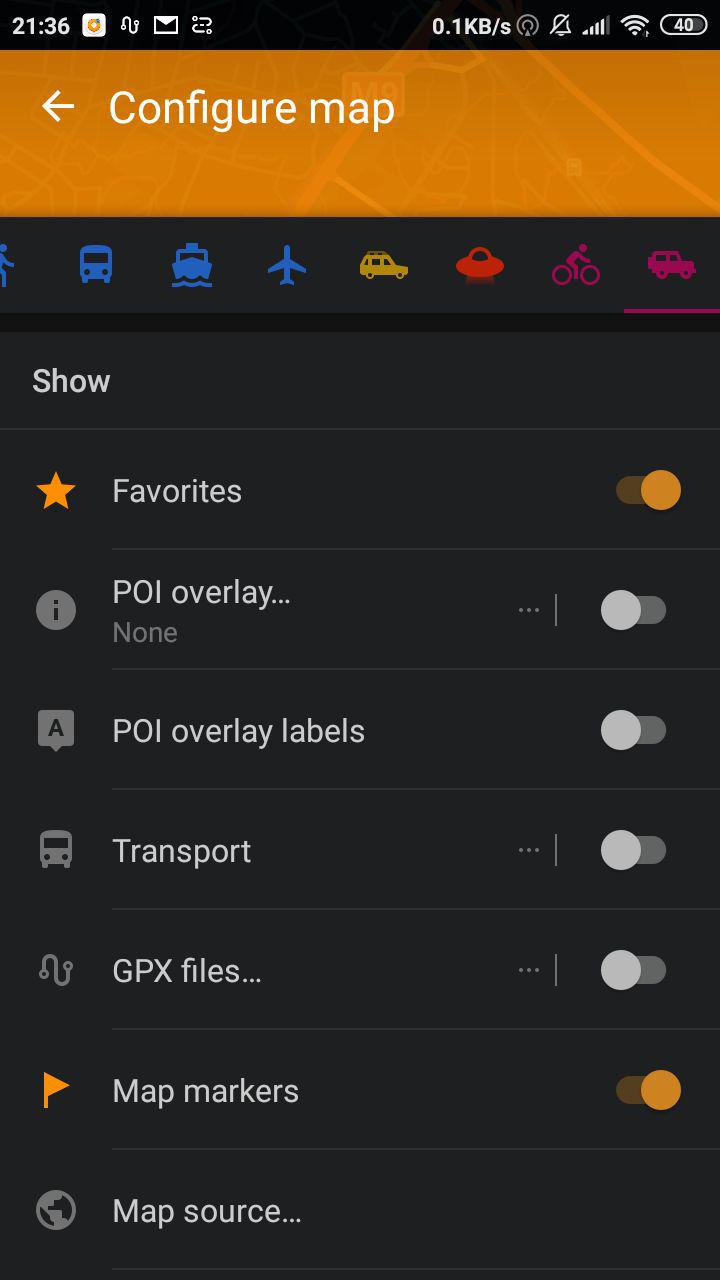 21:36
0.1KB/s
40
M9
Configure map
Show
Favorites
POI overlay…
None
A
POI overlay labels
Transport
GPX files…
Map markers
Map source…